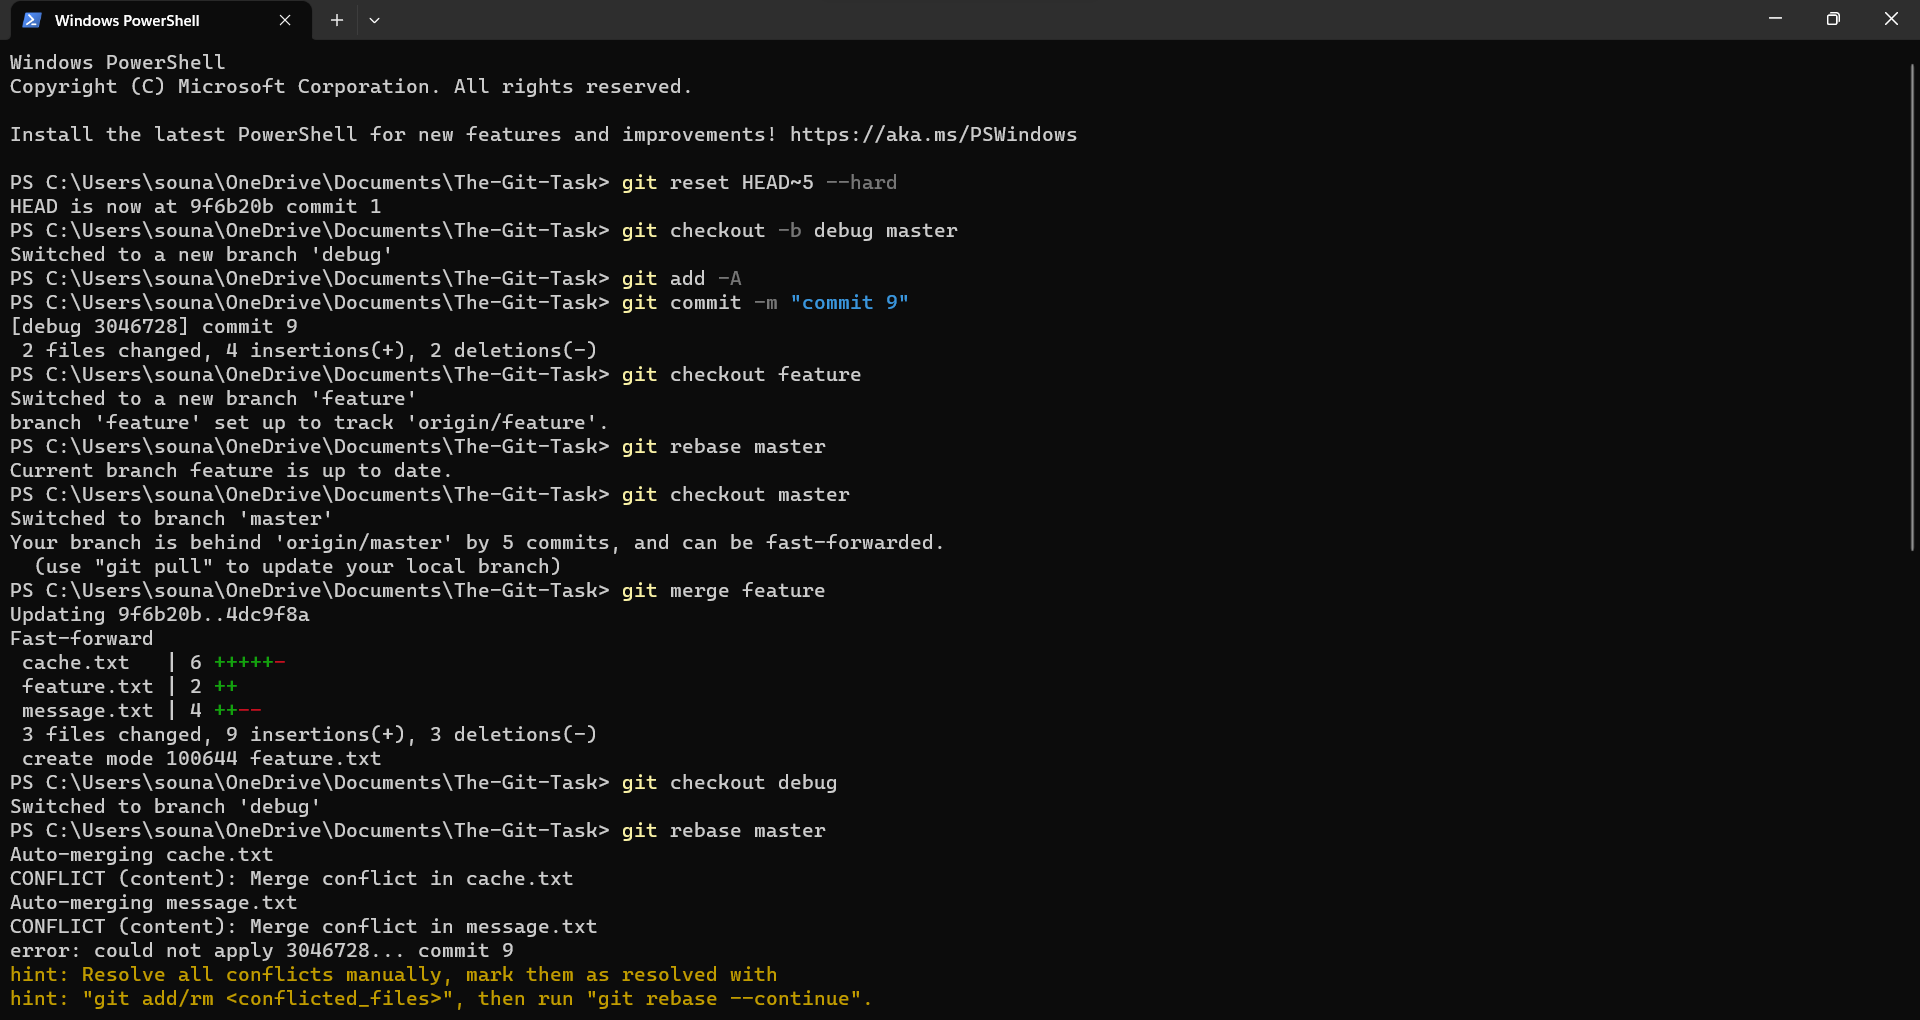 Windows PowerShell
Windows PowerShell
Copyright (C) Microsoft Corporation. All rights reserved.

Install the latest PowerShell for new features and improvements! https://aka.ms/PSWindows

PS C:\Users\souna\OneDrive\Documents\The-Git-Task> git reset HEAD~5 --hard
HEAD is now at 9f6b20b commit 1
PS C:\Users\souna\OneDrive\Documents\The-Git-Task> git checkout -b debug master
Switched to a new branch 'debug'
PS C:\Users\souna\OneDrive\Documents\The-Git-Task> git add -A
PS C:\Users\souna\OneDrive\Documents\The-Git-Task> git commit -m "commit 9"
[debug 3046728] commit 9
 2 files changed, 4 insertions(+), 2 deletions(-)
PS C:\Users\souna\OneDrive\Documents\The-Git-Task> git checkout feature
Switched to a new branch 'feature'
branch 'feature' set up to track 'origin/feature'.
PS C:\Users\souna\OneDrive\Documents\The-Git-Task> git rebase master
Current branch feature is up to date.
PS C:\Users\souna\OneDrive\Documents\The-Git-Task> git checkout master
Switched to branch 'master'
Your branch is behind 'origin/master' by 5 commits, and can be fast-forwarded.
  (use "git pull" to update your local branch)
PS C:\Users\souna\OneDrive\Documents\The-Git-Task> git merge feature
Updating 9f6b20b..4dc9f8a
Fast-forward
 cache.txt   | 6 +++++-
 feature.txt | 2 ++
 message.txt | 4 ++--
 3 files changed, 9 insertions(+), 3 deletions(-)
 create mode 100644 feature.txt
PS C:\Users\souna\OneDrive\Documents\The-Git-Task> git checkout debug
Switched to branch 'debug'
PS C:\Users\souna\OneDrive\Documents\The-Git-Task> git rebase master
Auto-merging cache.txt
CONFLICT (content): Merge conflict in cache.txt
Auto-merging message.txt
CONFLICT (content): Merge conflict in message.txt
error: could not apply 3046728... commit 9
hint: Resolve all conflicts manually, mark them as resolved with
hint: "git add/rm <conflicted_files>", then run "git rebase --continue".